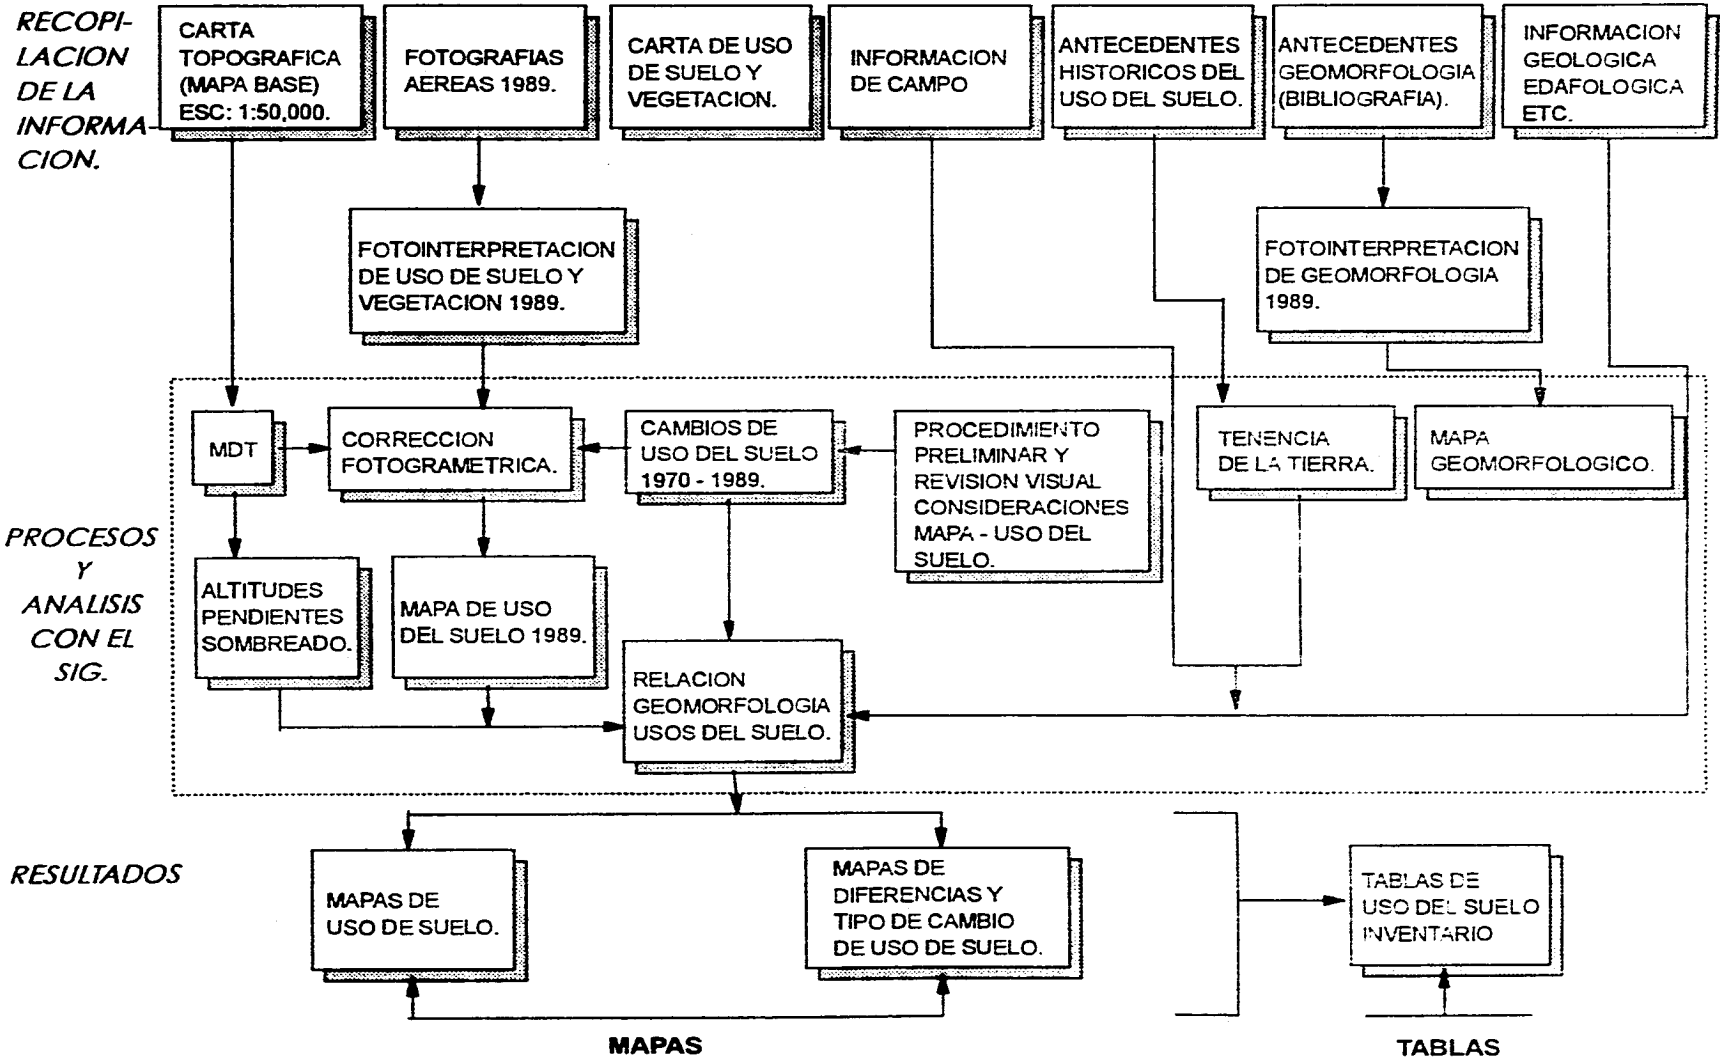 RECOPI-
LACION
DE LA
INFORMA-
CION.
CARTA
TOPOGRAFICA
(MAPA BASE)
ESC: 1:50,000.
FOTOGRAFIAS
AEREAS 1989.
CARTA DE USO
DE SUELO Y
VEGETACION.
INFORMACION
DE CAMPO
ANTECEDENTES
HISTORICOS DEL
USO DEL SUELO.
ANTECEDENTES
GEOMORFOLOGIA
(BIBLIOGRAFIA).
INFORMACION
GEOLOGICA
EDAFOLOGICA
ETC.
FOTOINTERPRETACION
DE USO DE SUELO Y
VEGETACION 1989.
FOTOINTERPRETACION
DE GEOMORFOLOGIA
1989.
PROCESOS
Y
ANALISIS
CON EL
SIG.
MDT
CORRECCION
FOTOGRAMETRICA.
CAMBIOS DE
USO DEL SUELO
1970 - 1989.
PROCEDIMIENTO
PRELIMINAR Y
REVISION VISUAL
CONSIDERACIONES
MAPA - USO DEL
SUELO.
TENENCIA
DE LA TIERRA.
MAPA
GEOMORFOLOGICO.
ALTITUDES
PENDIENTES
SOMBREADO.
MAPA DE USO
DEL SUELO 1989.
RELACION
GEOMORFOLOGIA
USOS DEL SUELO.
RESULTADOS
MAPAS DE
USO DE SUELO.
MAPAS DE
DIFERENCIAS Y
TIPO DE CAMBIO
DE USO DE SUELO.
TABLAS DE
USO DEL SUELO
INVENTARIO
MAPAS
TABLAS